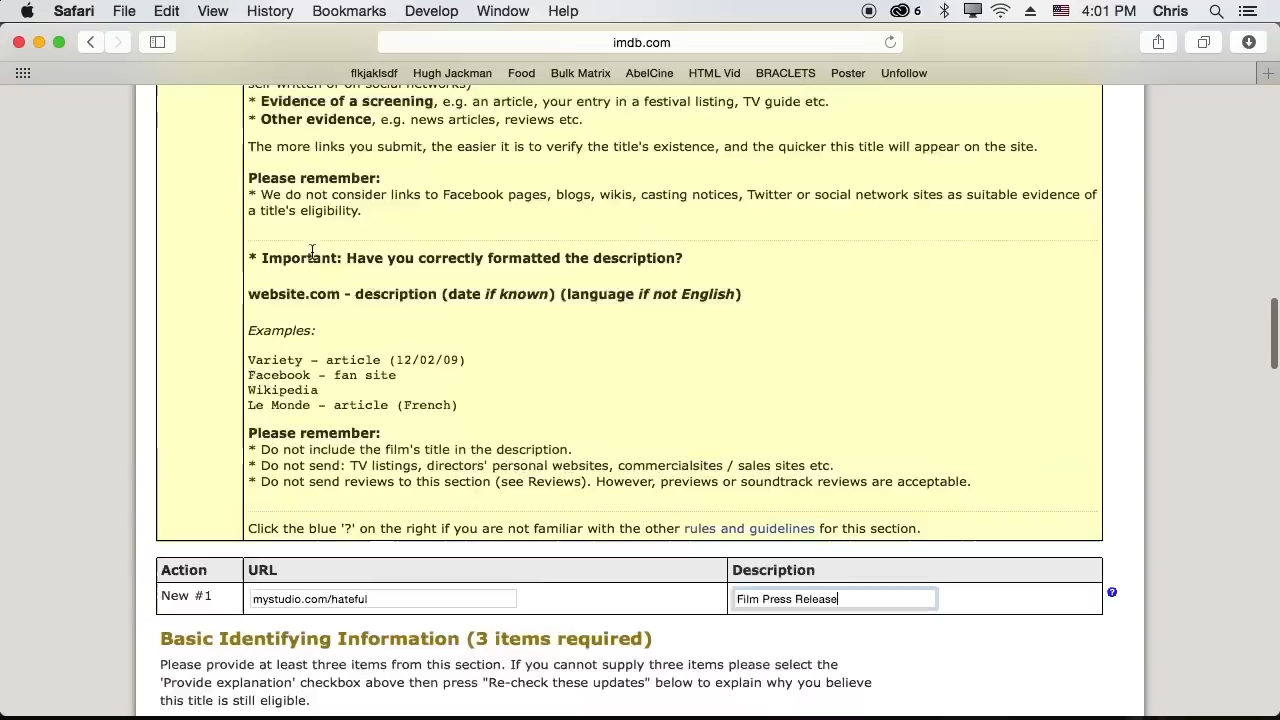 Safari File Edit View History Bookmarks Develop Window Help 6 4:01 PM Chris
imdb.com
flkjaklsdf Hugh Jackman Food Bulk Matrix AbelCine HTML Vid BRACLETS Poster Unfollow
self written or on social networks)
* Evidence of a screening, e.g. an article, your entry in a festival listing, TV guide etc.
* Other evidence, e.g. news articles, reviews etc.
The more links you submit, the easier it is to verify the title's existence, and the quicker this title will appear on the site.
Please remember:
* We do not consider links to Facebook pages, blogs, wikis, casting notices, Twitter or social network sites as suitable evidence of
a title's eligibility.
* Important: Have you correctly formatted the description?
website.com - description (date if known) (language if not English)
Examples:
Variety - article (12/02/09)
Facebook - fan site
Wikipedia
Le Monde - article (French)
Please remember:
* Do not include the film's title in the description.
* Do not send: TV listings, directors' personal websites, commercialsites / sales sites etc.
* Do not send reviews to this section (see Reviews). However, previews or soundtrack reviews are acceptable.
Click the blue '?' on the right if you are not familiar with the other rules and guidelines for this section.
Action URL Description
New #1 mystudio.com/hateful Film Press Release ?
Basic Identifying Information (3 items required)
Please provide at least three items from this section. If you cannot supply three items please select the
'Provide explanation' checkbox above then press "Re-check these updates" below to explain why you believe
this title is still eligible.